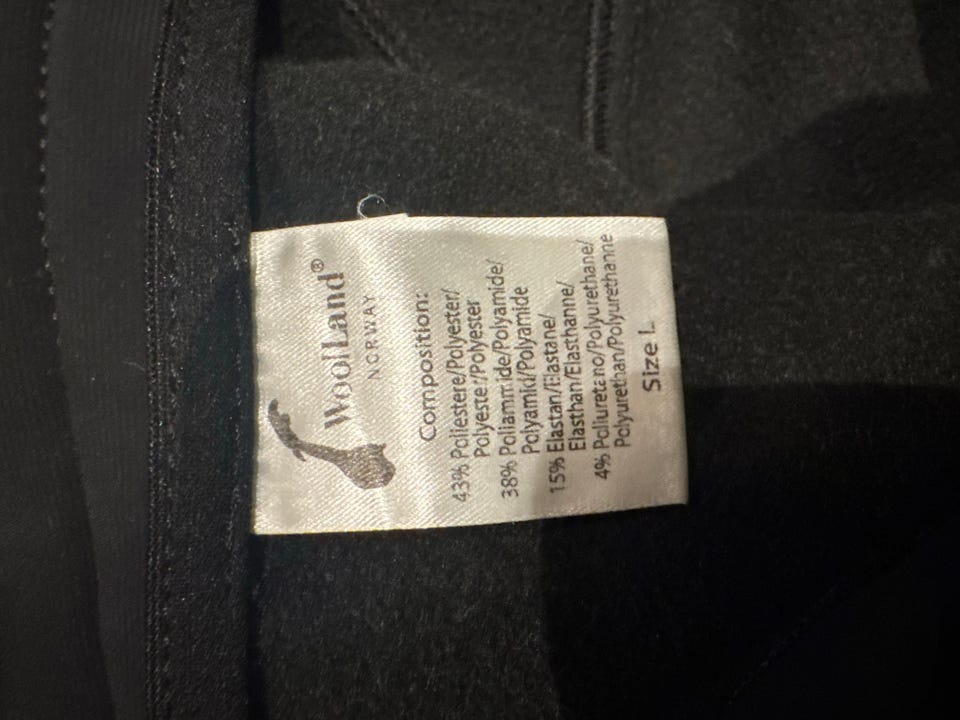 WoolLand®
NORWAY
Composition:
43% Poliestere/Polyester/
Polyester/Polyester
38% Poliammide/Polyamide/
Polyamid/Polyamide
15% Elastan/Elastane/
Elasthan/Elasthanne/
4% Poliuretano/Polyurethane/
Polyurethan/Polyurethanne
Size L